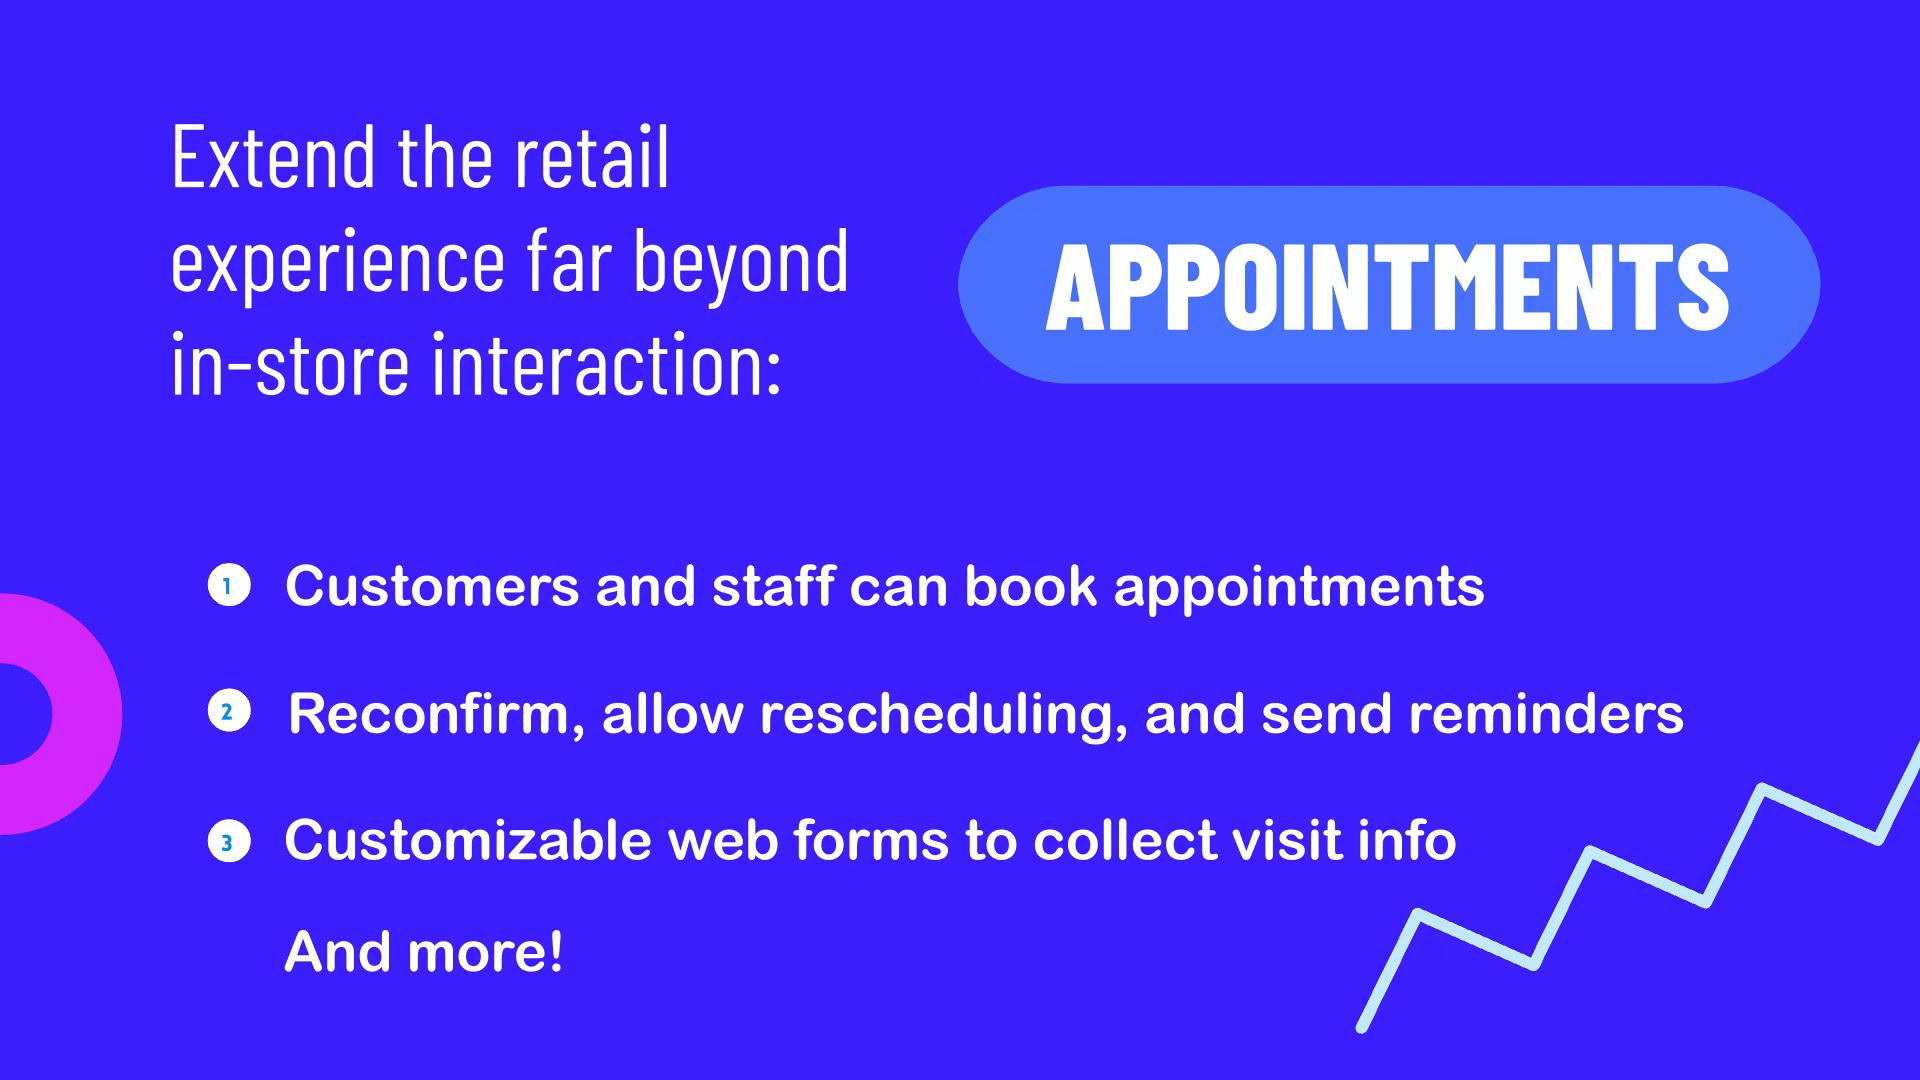 Extend the retail
experience far beyond
in-store interaction:
APPOINTMENTS
1 Customers and staff can book appointments
2 Reconfirm, allow rescheduling, and send reminders
3 Customizable web forms to collect visit info
And more!